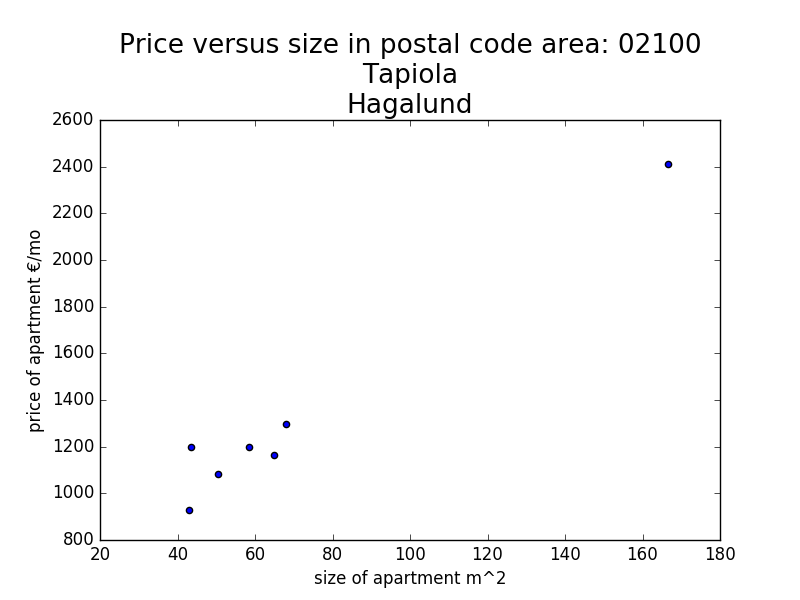 Price versus size in postal code area: 02100
Tapiola
Hagalund
2600
2400
2200
2000
1800
1600
1400
1200
1000
800
price of apartment €/mo
20 40 60 80 100 120 140 160 180
size of apartment m^2